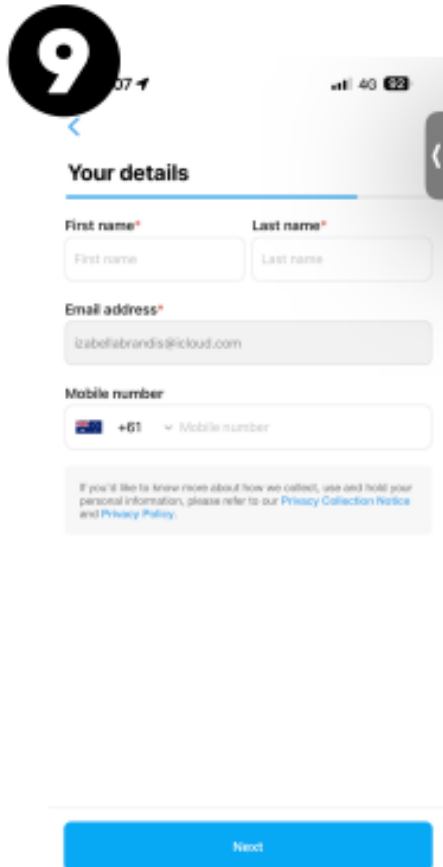 9
07
4G 92
Your details
First name* Last name*
First name Last name
Email address*
izabellabrandis@icloud.com
Mobile number
+61 Mobile number
If you'd like to know more about how we collect, use and hold your
personal information, please refer to our Privacy Collection Notice
and Privacy Policy.
Next